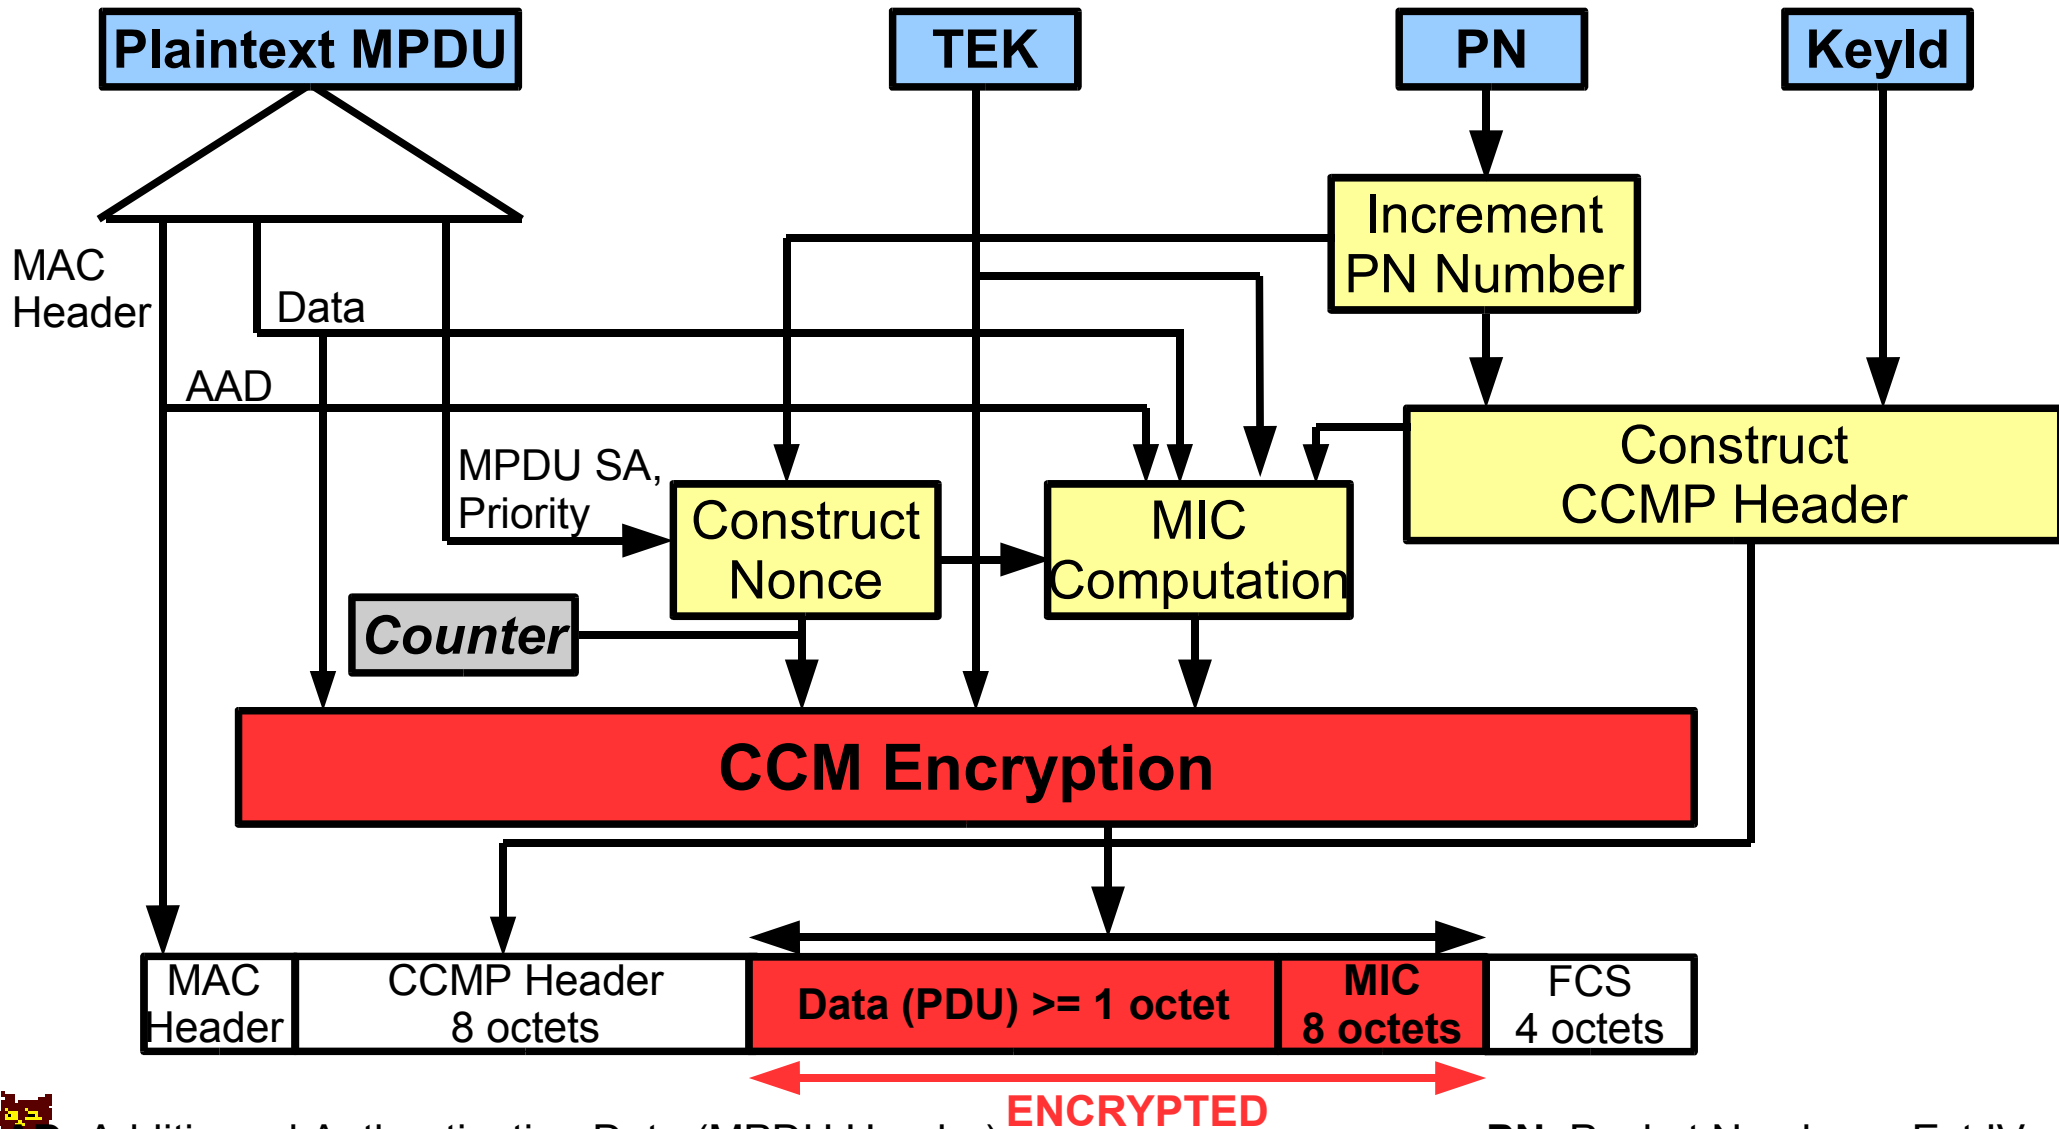 Plaintext MPDU
TEK
PN
KeyId
Increment
PN Number
MAC
Header
Data
AAD
MPDU SA,
Priority
Construct
Nonce
MIC
Computation
Construct
CCMP Header
Counter
CCM Encryption
MAC
Header
CCMP Header
8 octets
Data (PDU) >= 1 octet
MIC
8 octets
FCS
4 octets
ENCRYPTED